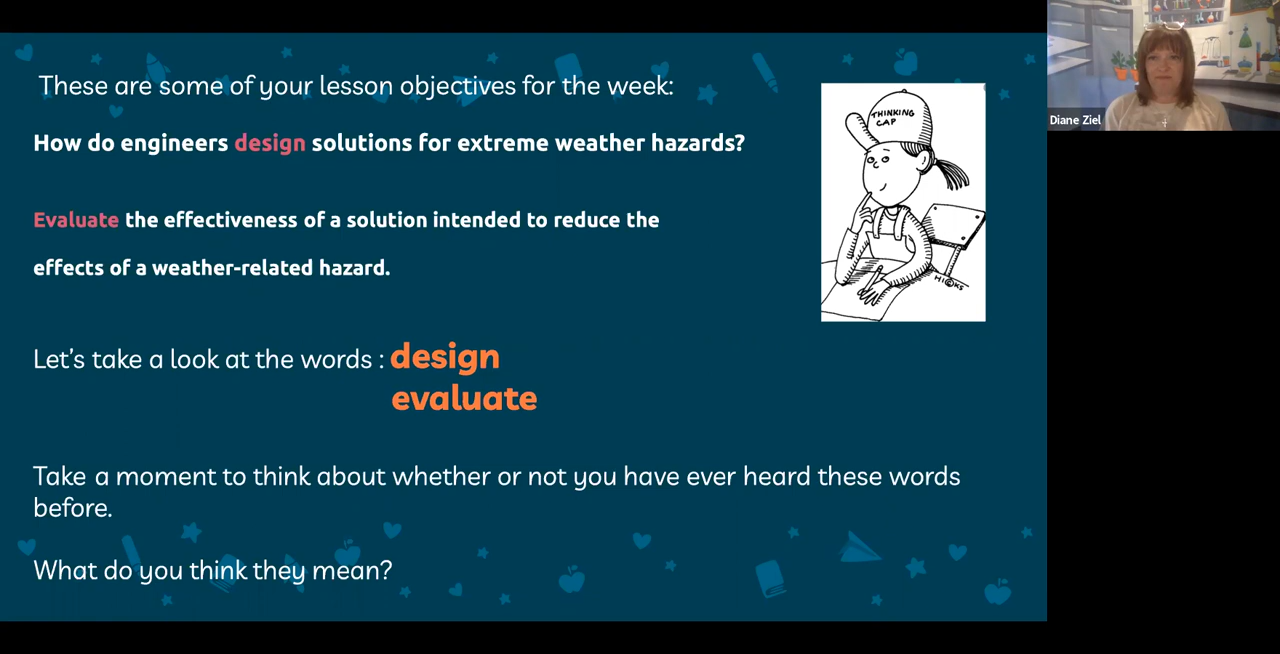 These are some of your lesson objectives for the week:
How do engineers design solutions for extreme weather hazards?
Evaluate the effectiveness of a solution intended to reduce the
effects of a weather-related hazard.
Let's take a look at the words : design
evaluate
Take a moment to think about whether or not you have ever heard these words
before.
What do you think they mean?
THINKING
CAP
HICKS
Diane Ziel